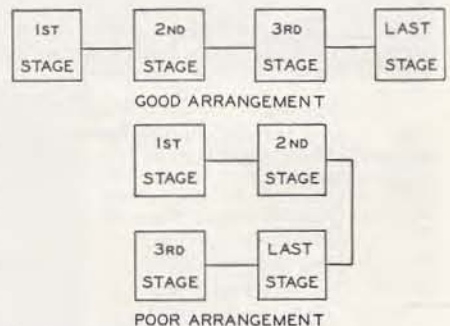 1ST 2ND 3RD LAST
STAGE STAGE STAGE STAGE
GOOD ARRANGEMENT
1ST 2ND
STAGE STAGE
3RD LAST
STAGE STAGE
POOR ARRANGEMENT